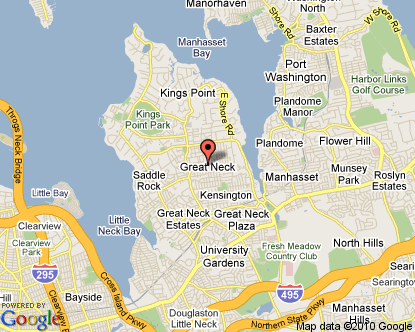 Manorhaven
Washington
North
Manhasset
Bay
E Shore Rd
W Shore Rd
Baxter
Estates
Port
Washington
Kings Point
E Shore Rd
Harbor Links
Golf Course
Plandome
Manor
Kings
Point Park
Throgs Neck Bridge
Plandome
Flower Hill
Great Neck
Saddle
Rock
Manhasset
Munsey
Park
Roslyn
Estates
Little Bay
Kensington
Little
Neck Bay
Great Neck
Estates
Great Neck
Plaza
Clearview
Clearview
Park
University
Gardens
Fresh Meadow
Country Club
North Hills
295
Cross Island Pkwy
Searingtown
Bayside
495
Hill
Clearview E
Douglaston
Little Neck
Northern State Pkwy
Manhasset
Hills
POWERED BY
Google
Map data ©2010 Google